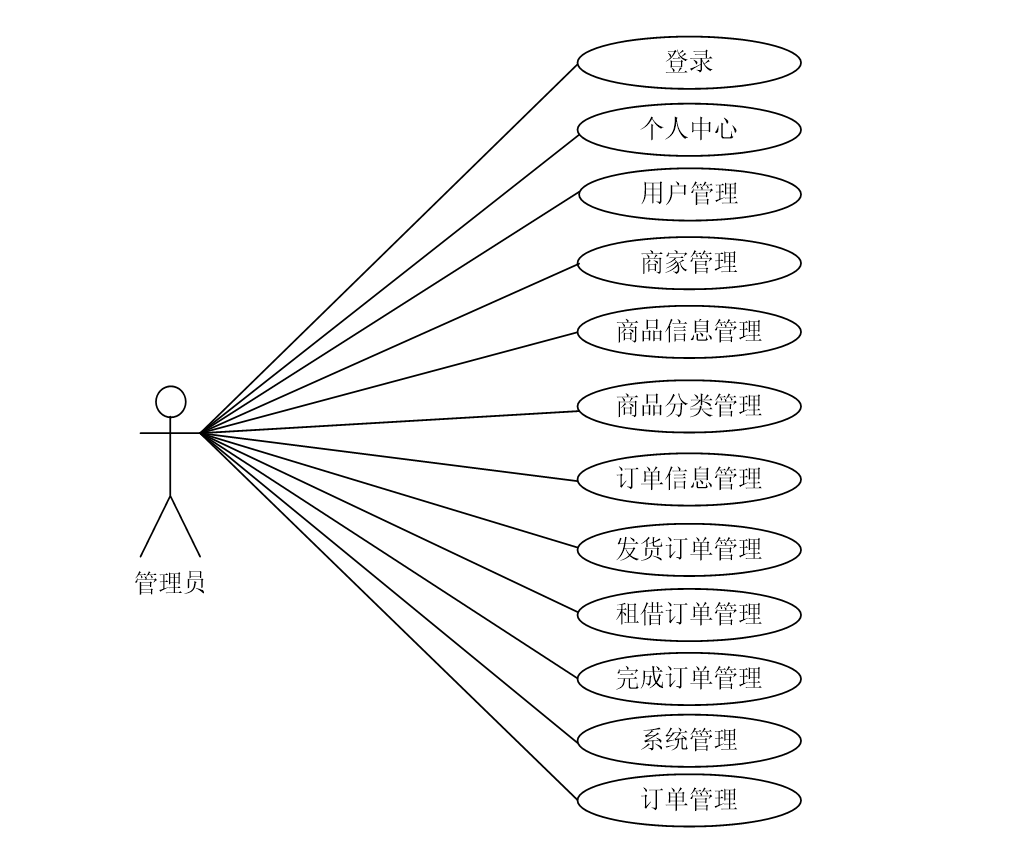 登录
个人中心
用户管理
商家管理
商品信息管理
商品分类管理
订单信息管理
发货订单管理
管理员
租借订单管理
完成订单管理
系统管理
订单管理